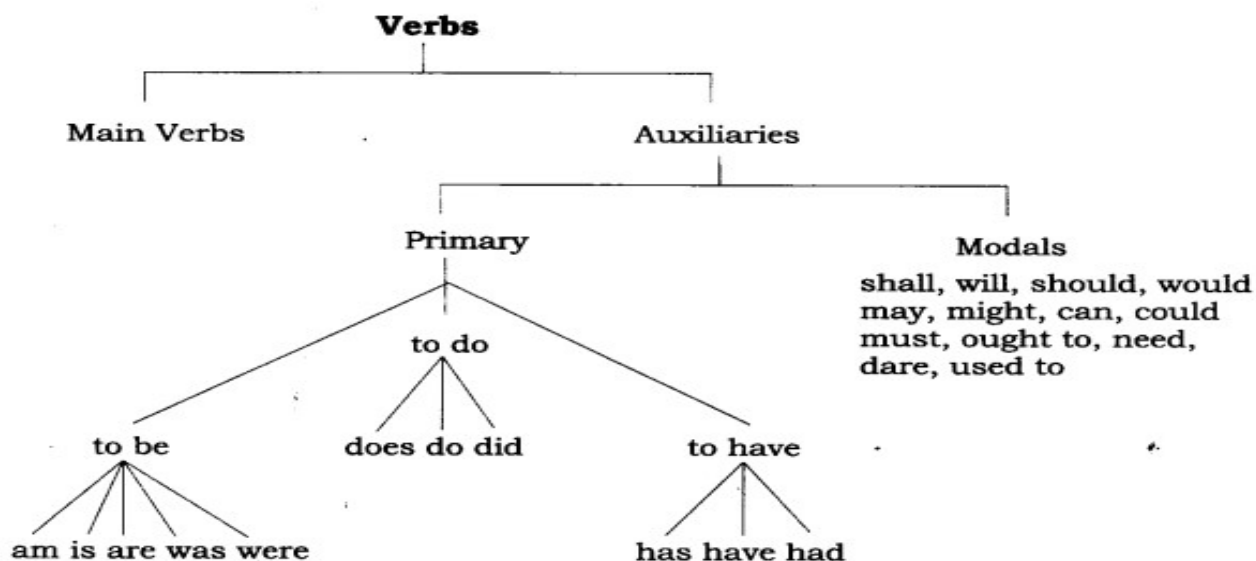 Verbs
Main Verbs
Auxiliaries
Primary
Modals
shall, will, should, would
may, might, can, could
must, ought to, need,
dare, used to
to do
does do did
to be
to have
am is are was were
has have had